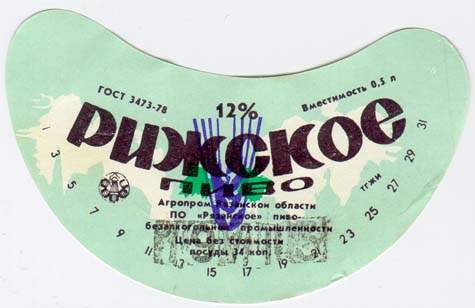 ГОСТ 3473-78
12%
Вместимость 0,5 л
Рижское
пиво
Агропром Рязанской области
ПО «Рязанское» пиво-
безалкогольной промышленности
Цена без стоимости
посуды 34 коп.
1 3 5 7 9 11 13 15 17 19 21 23 25 27 29 31
тгжи